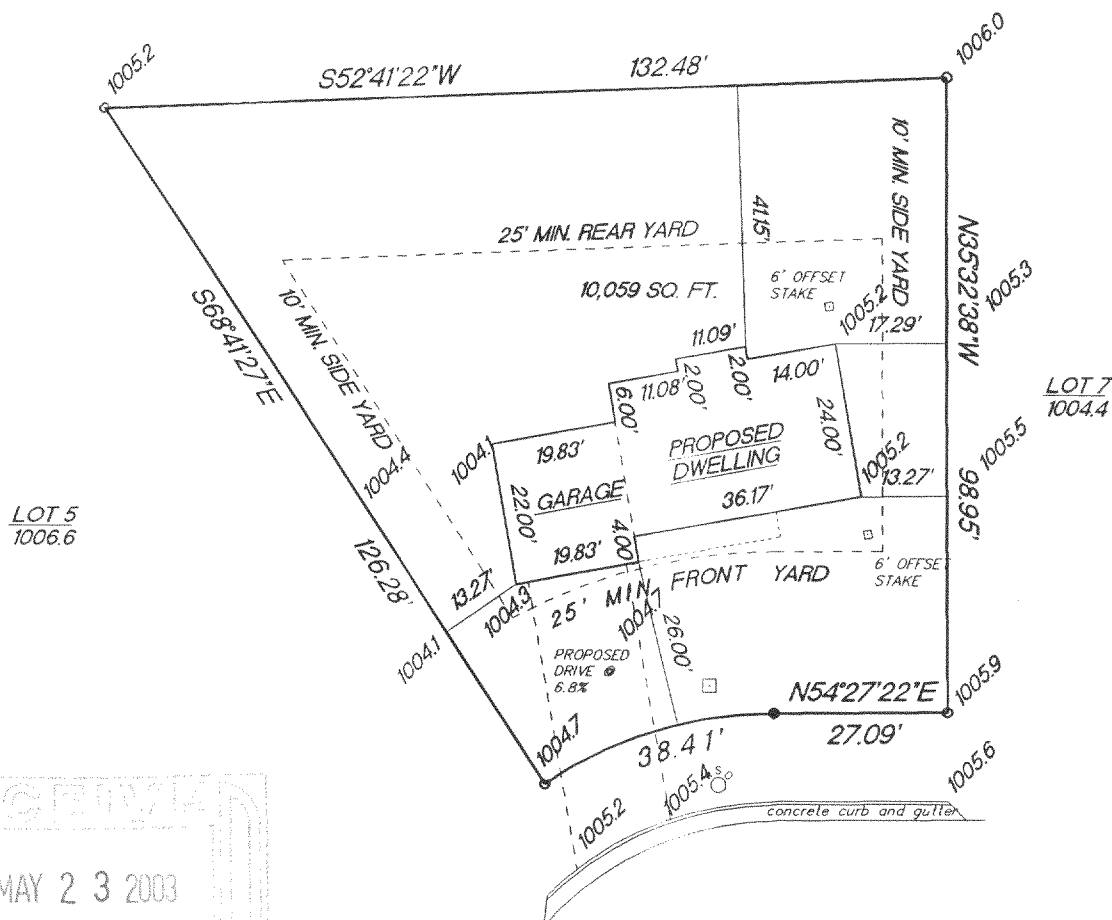 1005.2
1006.0
S52°41'22"W
132.48'
10' MIN. SIDE YARD
41.15'
25' MIN. REAR YARD
N35°32'38"W
1005.3
6' OFFSET
STAKE
10,059 SQ. FT.
1005.2
17.29'
S68°41'27"E
10' MIN. SIDE YARD
11.09'
2.00'
2.00'
14.00'
11.08'
6.00'
24.00'
LOT 7
1004.4
PROPOSED
DWELLING
1004.1
19.83'
1004.4
1005.2
1005.5
13.27'
98.95'
36.17'
GARAGE
22.00'
LOT 5
1006.6
4.00'
19.83'
126.28'
6' OFFSE
STAKE
13.27'
1004.3
25' MIN. FRONT YARD
1004.7
26.00'
1004.1
PROPOSED
DRIVE @
6.8%
N54°27'22"E
27.09'
1005.9
1004.7
38.41'
1005.6
S
1005.4
1005.2
concrete curb and gutter
MAY 2 3 2003